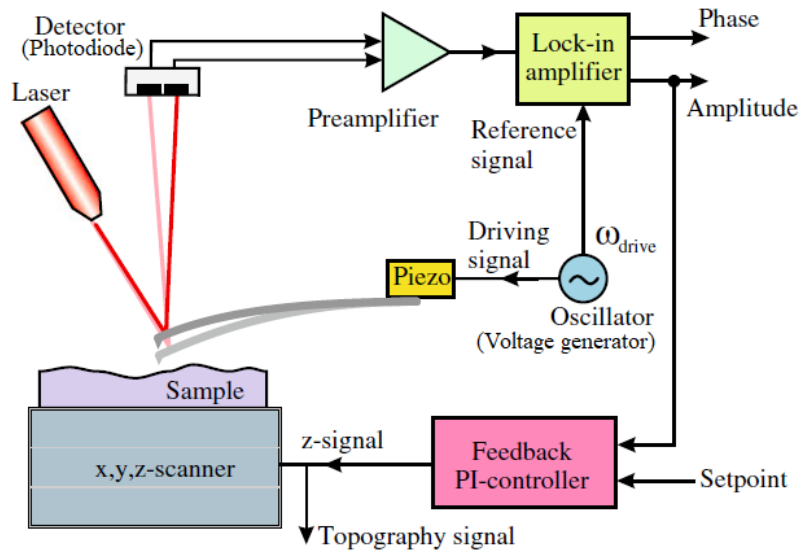 Detector
(Photodiode)
Laser
Preamplifier
Lock-in
amplifier
Phase
Amplitude
Reference
signal
Driving
signal
ωdrive
Piezo
Oscillator
(Voltage generator)
Sample
x,y,z-scanner
z-signal
Feedback
PI-controller
Setpoint
Topography signal